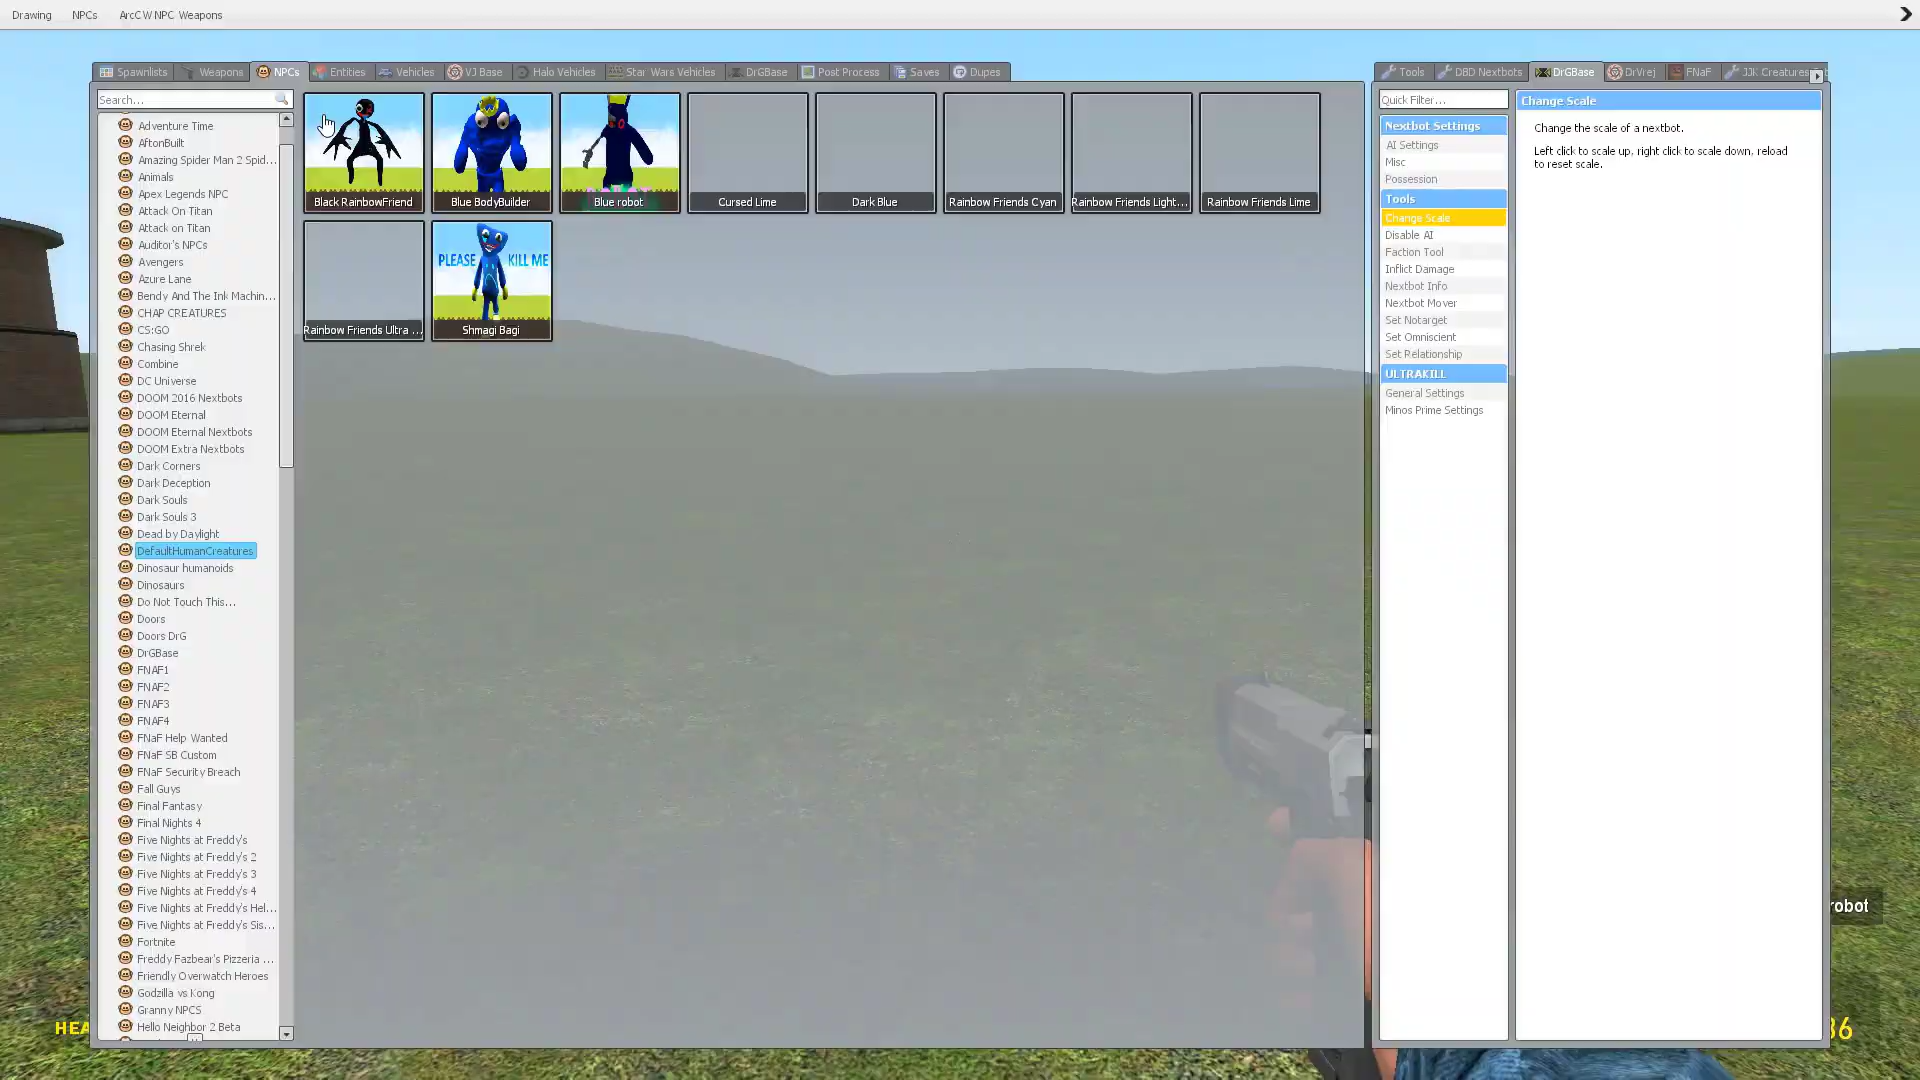 Drawing NPCs ArcCW NPC Weapons
Spawnlists Weapons NPCs Entities Vehicles VJ Base Halo Vehicles Star Wars Vehicles DrGBase Post Process Saves Dupes
Search...
Adventure Time
AftonBuilt
Amazing Spider Man 2 Spid...
Animals
Apex Legends NPC
Attack On Titan
Attack on Titan
Auditor's NPCs
Avengers
Azure Lane
Bendy And The Ink Machin...
CHAP CREATURES
CS:GO
Chasing Shrek
Combine
DC Universe
DOOM 2016 Nextbots
DOOM Eternal
DOOM Eternal Nextbots
DOOM Extra Nextbots
Dark Corners
Dark Deception
Dark Souls
Dark Souls 3
Dead by Daylight
DefaultHumanCreatures
Dinosaur humanoids
Dinosaurs
Do Not Touch This...
Doors
Doors DrG
DrGBase
FNAF1
FNAF2
FNAF3
FNAF4
FNaF Help Wanted
FNaF SB Custom
FNaF Security Breach
Fall Guys
Final Fantasy
Final Nights 4
Five Nights at Freddy's
Five Nights at Freddy's 2
Five Nights at Freddy's 3
Five Nights at Freddy's 4
Five Nights at Freddy's Hel...
Five Nights at Freddy's Sis...
Fortnite
Freddy Fazbear's Pizzeria ...
Friendly Overwatch Heroes
Godzilla vs Kong
Granny NPCS
Hello Neighbor 2 Beta
Black RainbowFriend Blue BodyBuilder Blue robot Cursed Lime Dark Blue Rainbow Friends Cyan Rainbow Friends Light... Rainbow Friends Lime
PLEASE KILL ME
Rainbow Friends Ultra ... Shmagi Bagi
Tools DBD Nextbots DrGBase DrVrej FNaF JJK Creatures
Quick Filter...
Nextbot Settings
AI Settings
Misc
Possession
Tools
Change Scale
Disable AI
Faction Tool
Inflict Damage
Nextbot Info
Nextbot Mover
Set Notarget
Set Omniscient
Set Relationship
ULTRAKILL
General Settings
Minos Prime Settings
Change Scale
Change the scale of a nextbot.
Left click to scale up, right click to scale down, reload
to reset scale.
robot
HEA
36